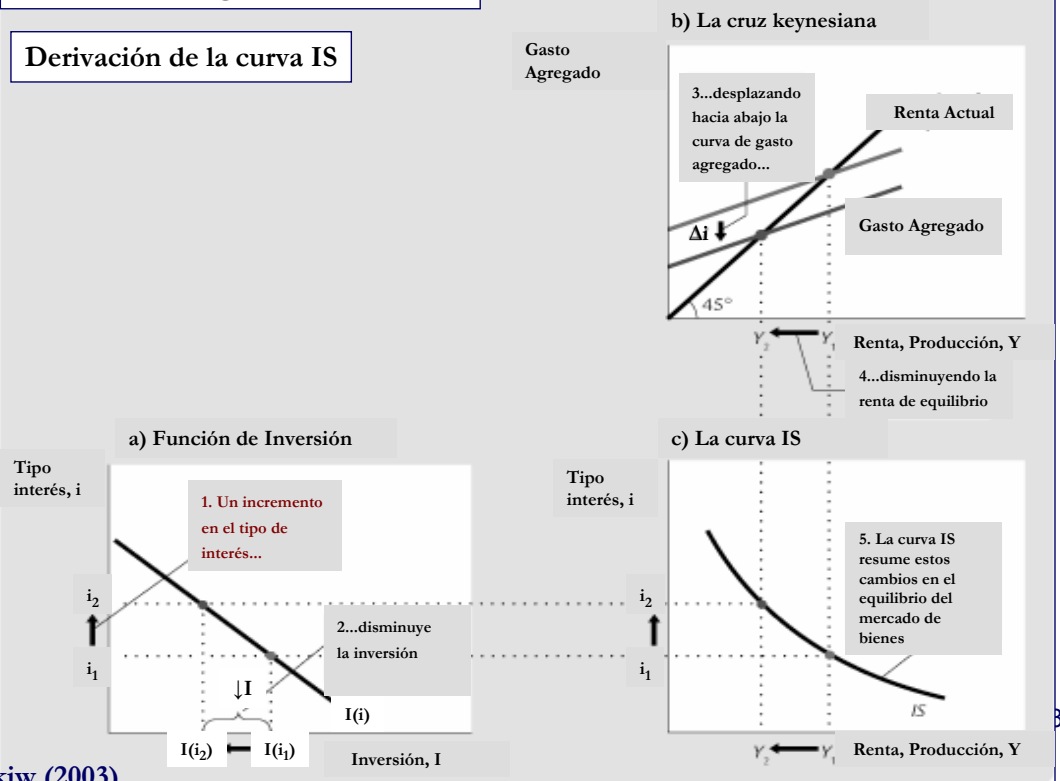 Derivación de la curva IS
b) La cruz keynesiana
Gasto
Agregado
3...desplazando
hacia abajo la
curva de gasto
agregado...
Renta Actual
Gasto Agregado
Δi
45°
Y2
Y1
Renta, Producción, Y
4...disminuyendo la
renta de equilibrio
a) Función de Inversión
Tipo
interés, i
1. Un incremento
en el tipo de
interés...
i2
i1
2...disminuye
la inversión
↓I
I(i)
I(i2)
I(i1)
Inversión, I
c) La curva IS
Tipo
interés, i
i2
i1
5. La curva IS
resume estos
cambios en el
equilibrio del
mercado de
bienes
IS
Y2
Y1
Renta, Producción, Y
(2003)